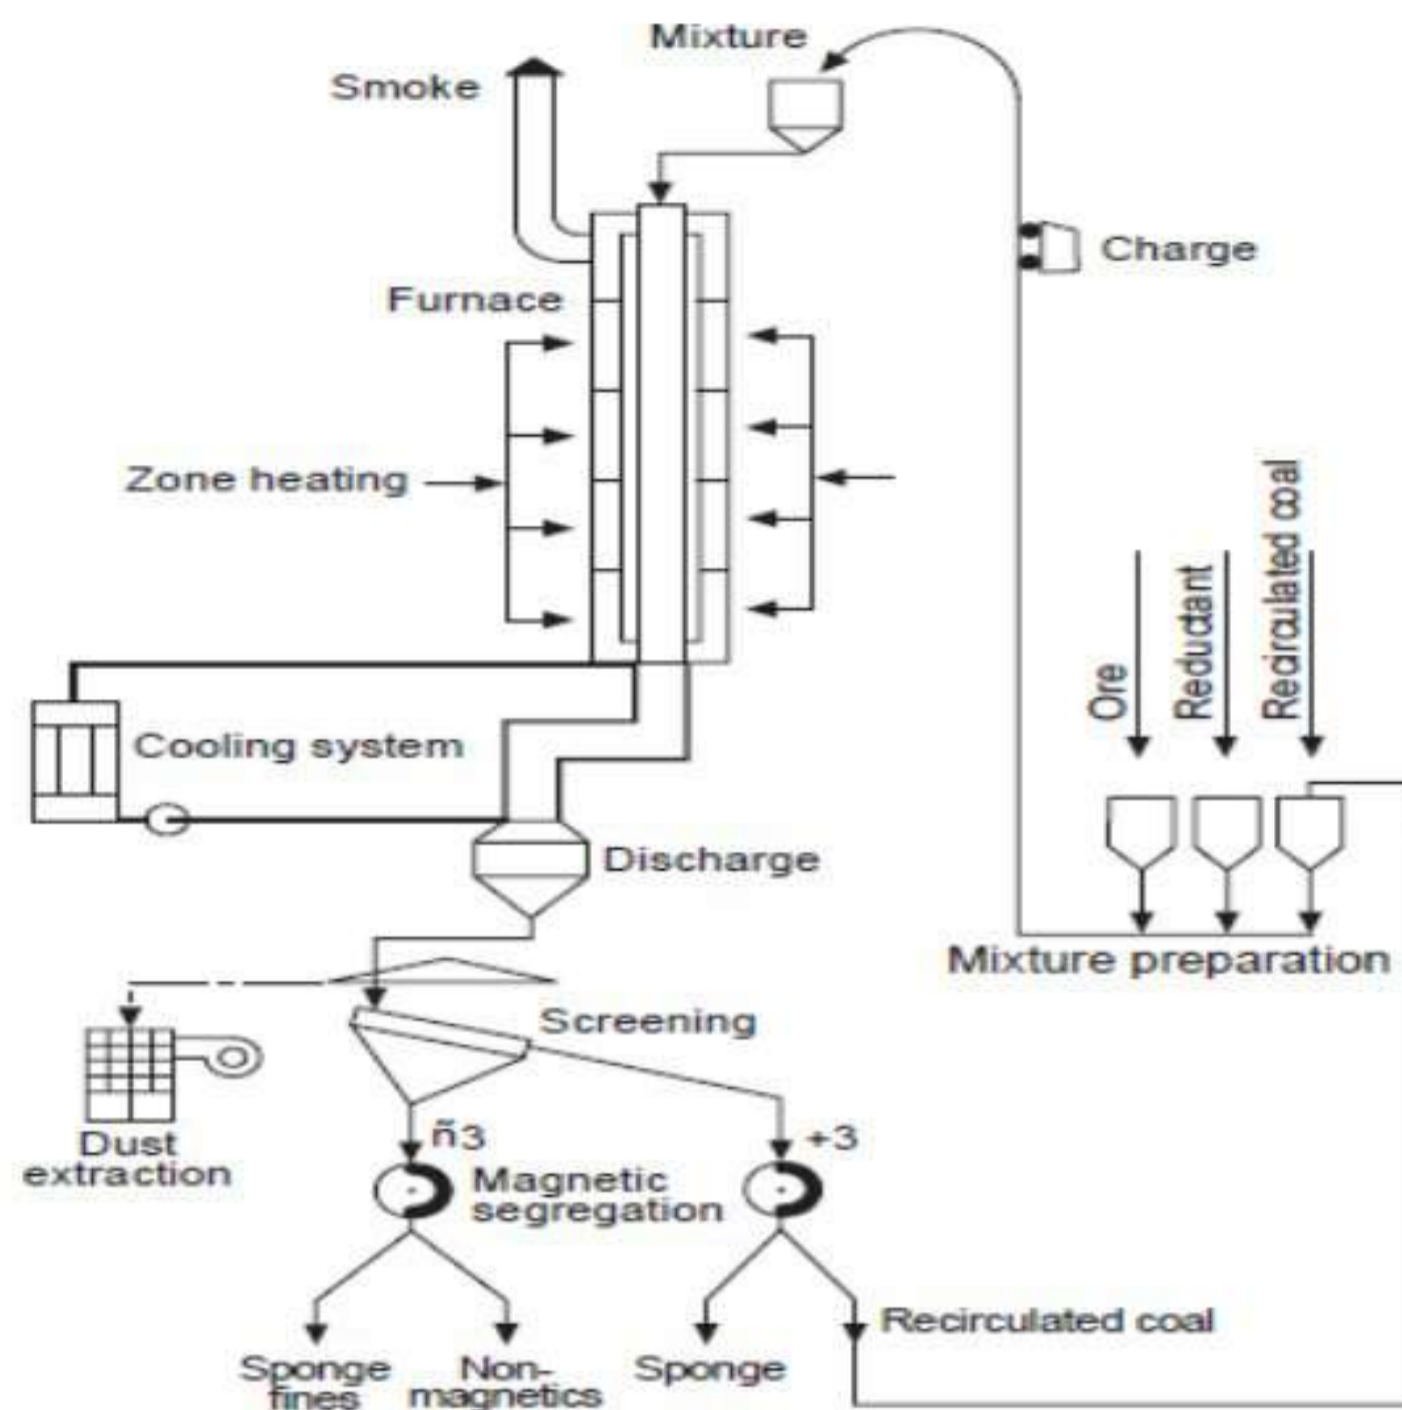 Mixture
Smoke
Charge
Furnace
Zone heating
Ore
Reductant
Recirculated coal
Cooling system
Discharge
Mixture preparation
Screening
Dust
extraction
ñ3
+3
Magnetic
segregation
Recirculated coal
Sponge
fines
Non-
magnetics
Sponge